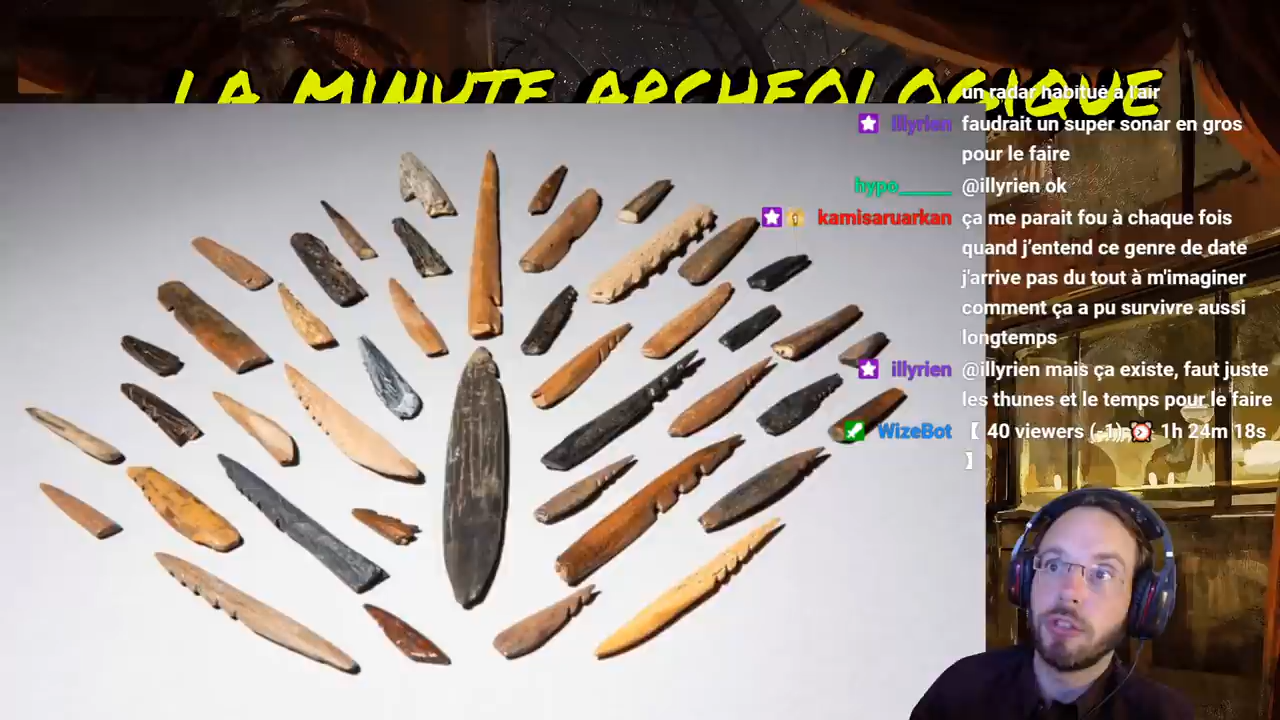 LA MINUTE ARCHEOLOGIQUE
un radar habitué à l'air
illyrien faudrait un super sonar en gros
pour le faire
hypo_____ @illyrien ok
kamisaruarkan ça me parait fou à chaque fois
quand j’entend ce genre de date
j'arrive pas du tout à m'imaginer
comment ça a pu survivre aussi
longtemps
illyrien @illyrien mais ça existe, faut juste
les thunes et le temps pour le faire
WizeBot 【 40 viewers (-1) ⏰ 1h 24m 18s
】